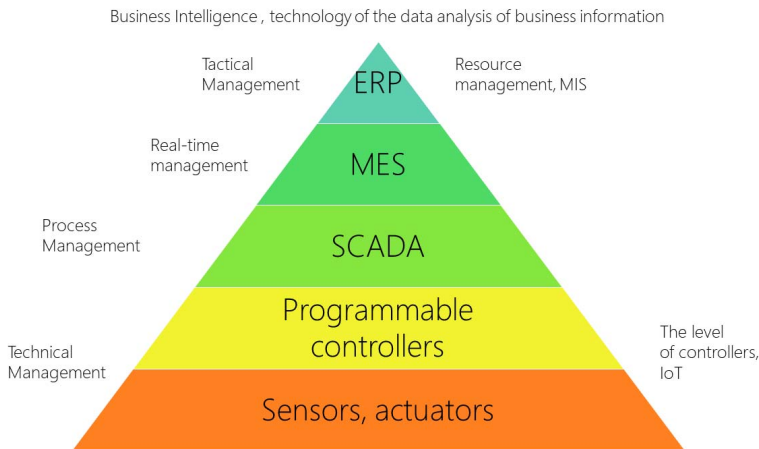 Business Intelligence , technology of the data analysis of business information
Tactical
Management
ERP
Resource
management, MIS
Real-time
management
MES
Process
Management
SCADA
Programmable
controllers
Technical
Management
The level
of controllers,
IoT
Sensors, actuators